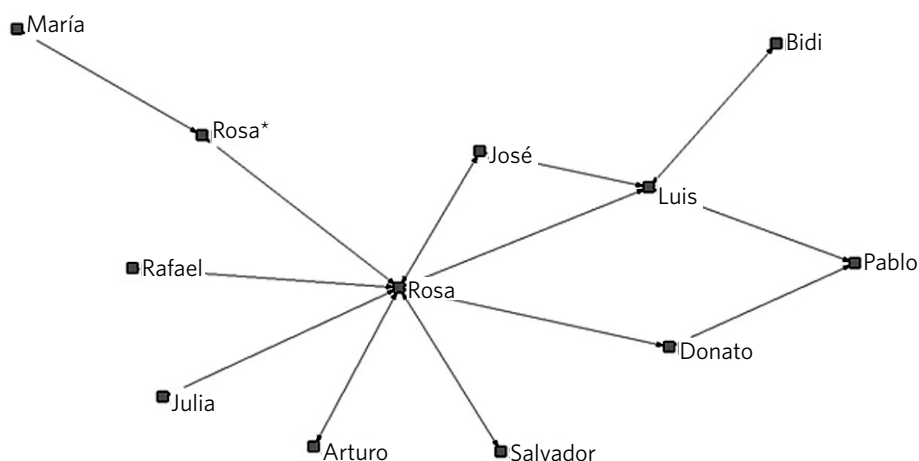 María
Bidi
Rosa*
José
Luis
Rafael
Pablo
Rosa
Donato
Julia
Arturo
Salvador